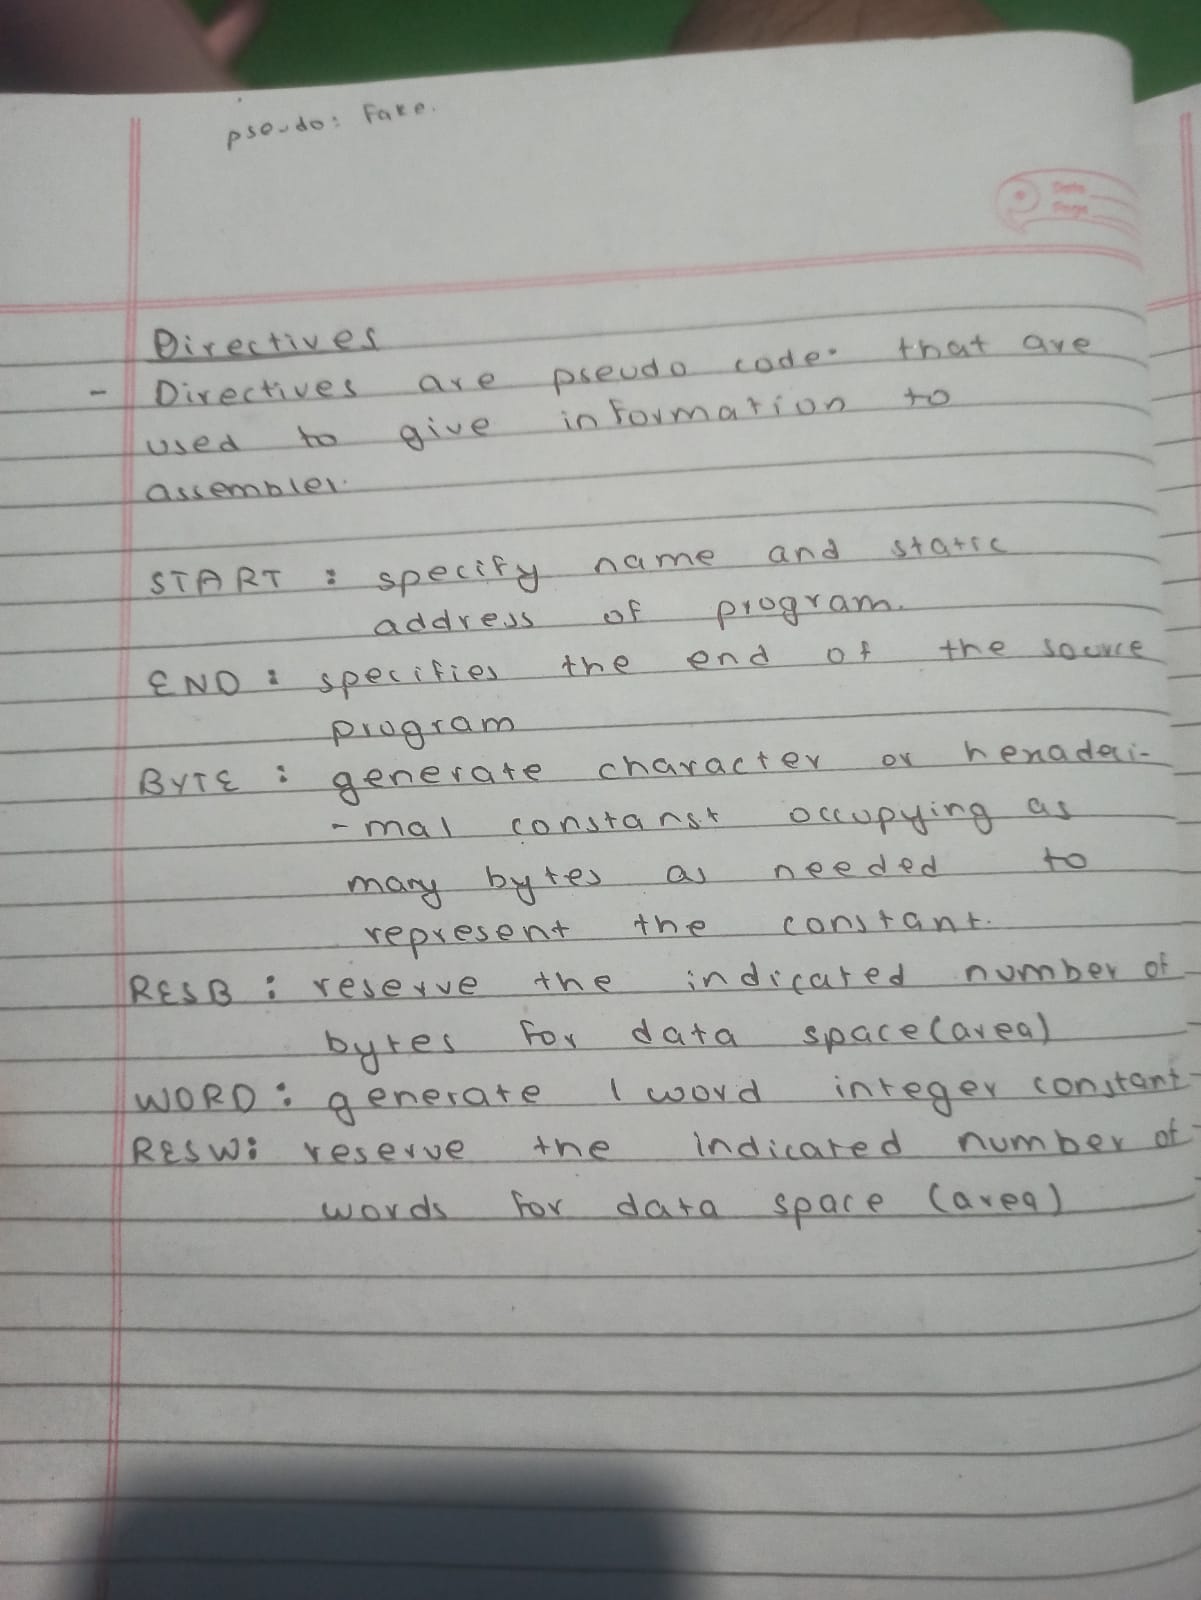 pseudo: Fake.
Date
Page
Directives
- Directives are pseudo code. that are
used to give information to
assembler.
START : specify name and static
address of program.
END : specifies the end of the source
program
BYTE : generate character or hexadeci-
- mal constanst occupying as
many bytes as needed to
represent the constant.
RESB : reserve the indicated number of
bytes for data space (area)
WORD : generate 1 word integer constant
RESW : reserve the indicated number of
words for data space (area)